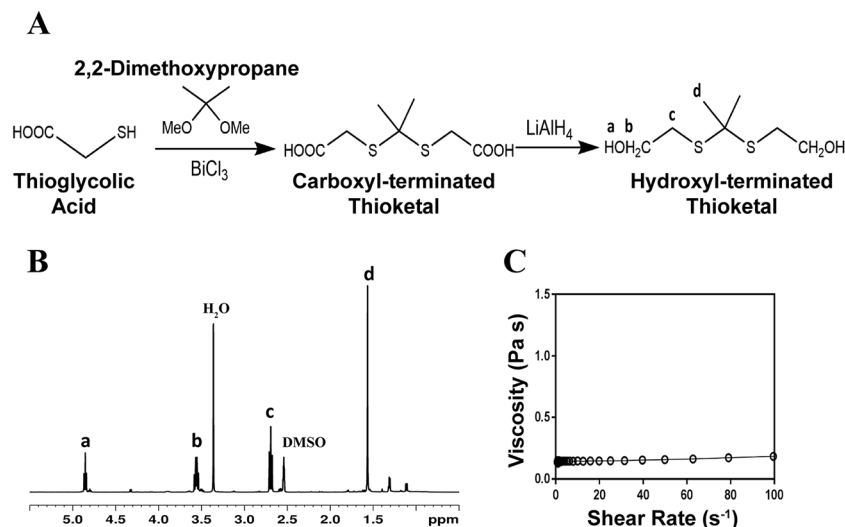 A
2,2-Dimethoxypropane
HOOC
SH
MeO
OMe
BiCl3
Thioglycolic
Acid
HOOC
S
S
COOH
Carboxyl-terminated
Thioketal
LiAlH4
a b
c
d
HOH2C
S
S
CH2OH
Hydroxyl-terminated
Thioketal
B
a
b
H2O
c
DMSO
d
5.0 4.5 3.5 4.0 3.0 2.5 2.0 1.5 ppm
C
Viscosity (Pa s)
1.5
1.0
0.5
0.0
0 20 40 60 80 100
Shear Rate (s-1)